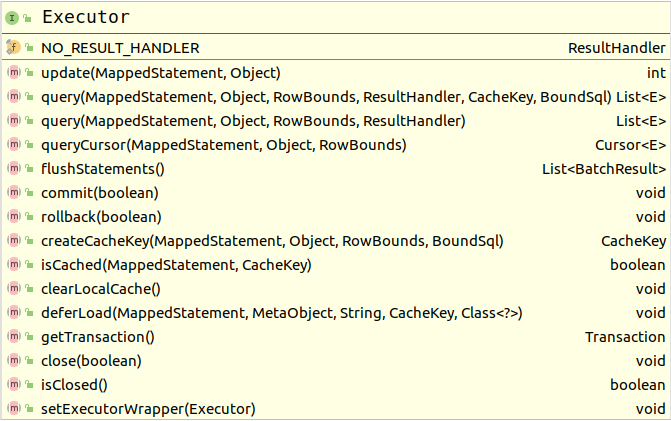 Executor
NO_RESULT_HANDLER ResultHandler
update(MappedStatement, Object) int
query(MappedStatement, Object, RowBounds, ResultHandler, CacheKey, BoundSql) List<E>
query(MappedStatement, Object, RowBounds, ResultHandler) List<E>
queryCursor(MappedStatement, Object, RowBounds) Cursor<E>
flushStatements() List<BatchResult>
commit(boolean) void
rollback(boolean) void
createCacheKey(MappedStatement, Object, RowBounds, BoundSql) CacheKey
isCached(MappedStatement, CacheKey) boolean
clearLocalCache() void
deferLoad(MappedStatement, MetaObject, String, CacheKey, Class<?>) void
getTransaction() Transaction
close(boolean) void
isClosed() boolean
setExecutorWrapper(Executor) void